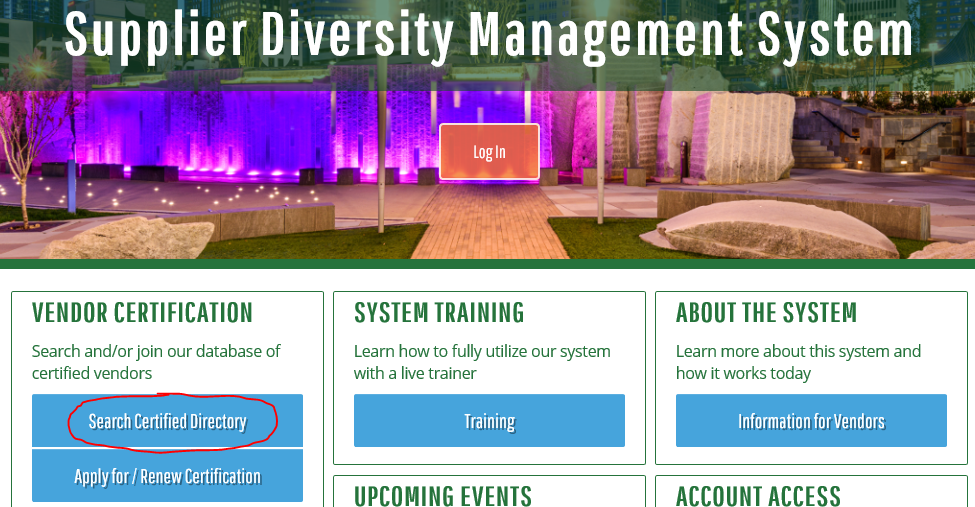 Supplier Diversity Management System
Log In
VENDOR CERTIFICATION
Search and/or join our database of
certified vendors
Search Certified Directory
Apply for / Renew Certification
SYSTEM TRAINING
Learn how to fully utilize our system
with a live trainer
Training
ABOUT THE SYSTEM
Learn more about this system and
how it works today
Information for Vendors
UPCOMING EVENTS
ACCOUNT ACCESS